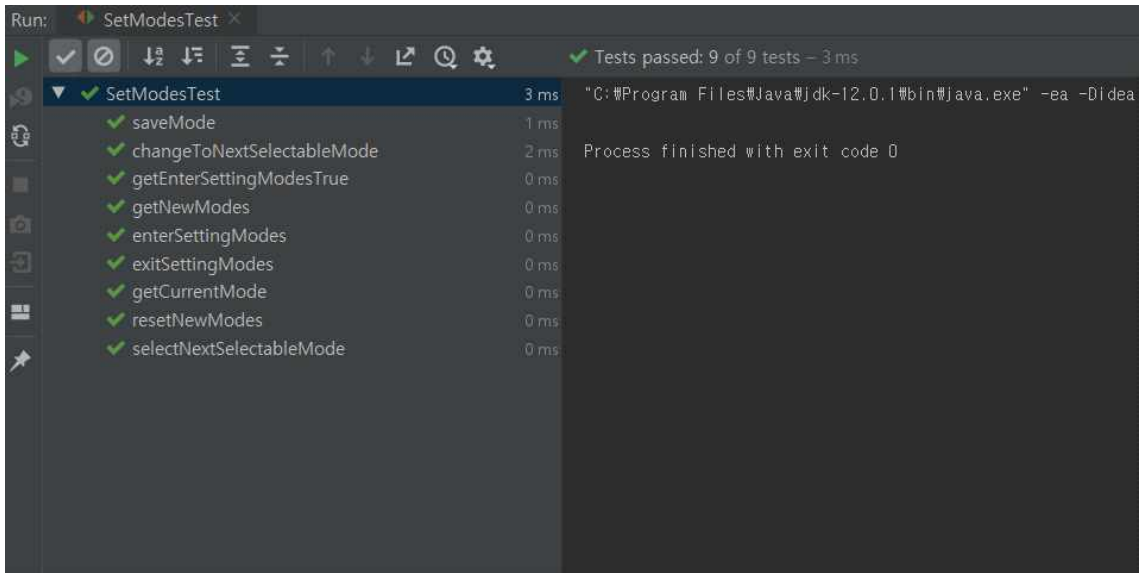 Run: SetModesTest
Tests passed: 9 of 9 tests – 3 ms
SetModesTest 3 ms
saveMode 1 ms
changeToNextSelectableMode 2 ms
getEnterSettingModesTrue 0 ms
getNewModes 0 ms
enterSettingModes 0 ms
exitSettingModes 0 ms
getCurrentMode 0 ms
resetNewModes 0 ms
selectNextSelectableMode 0 ms
"C:₩Program Files₩Java₩jdk-12.0.1₩bin₩java.exe" -ea -Didea
Process finished with exit code 0